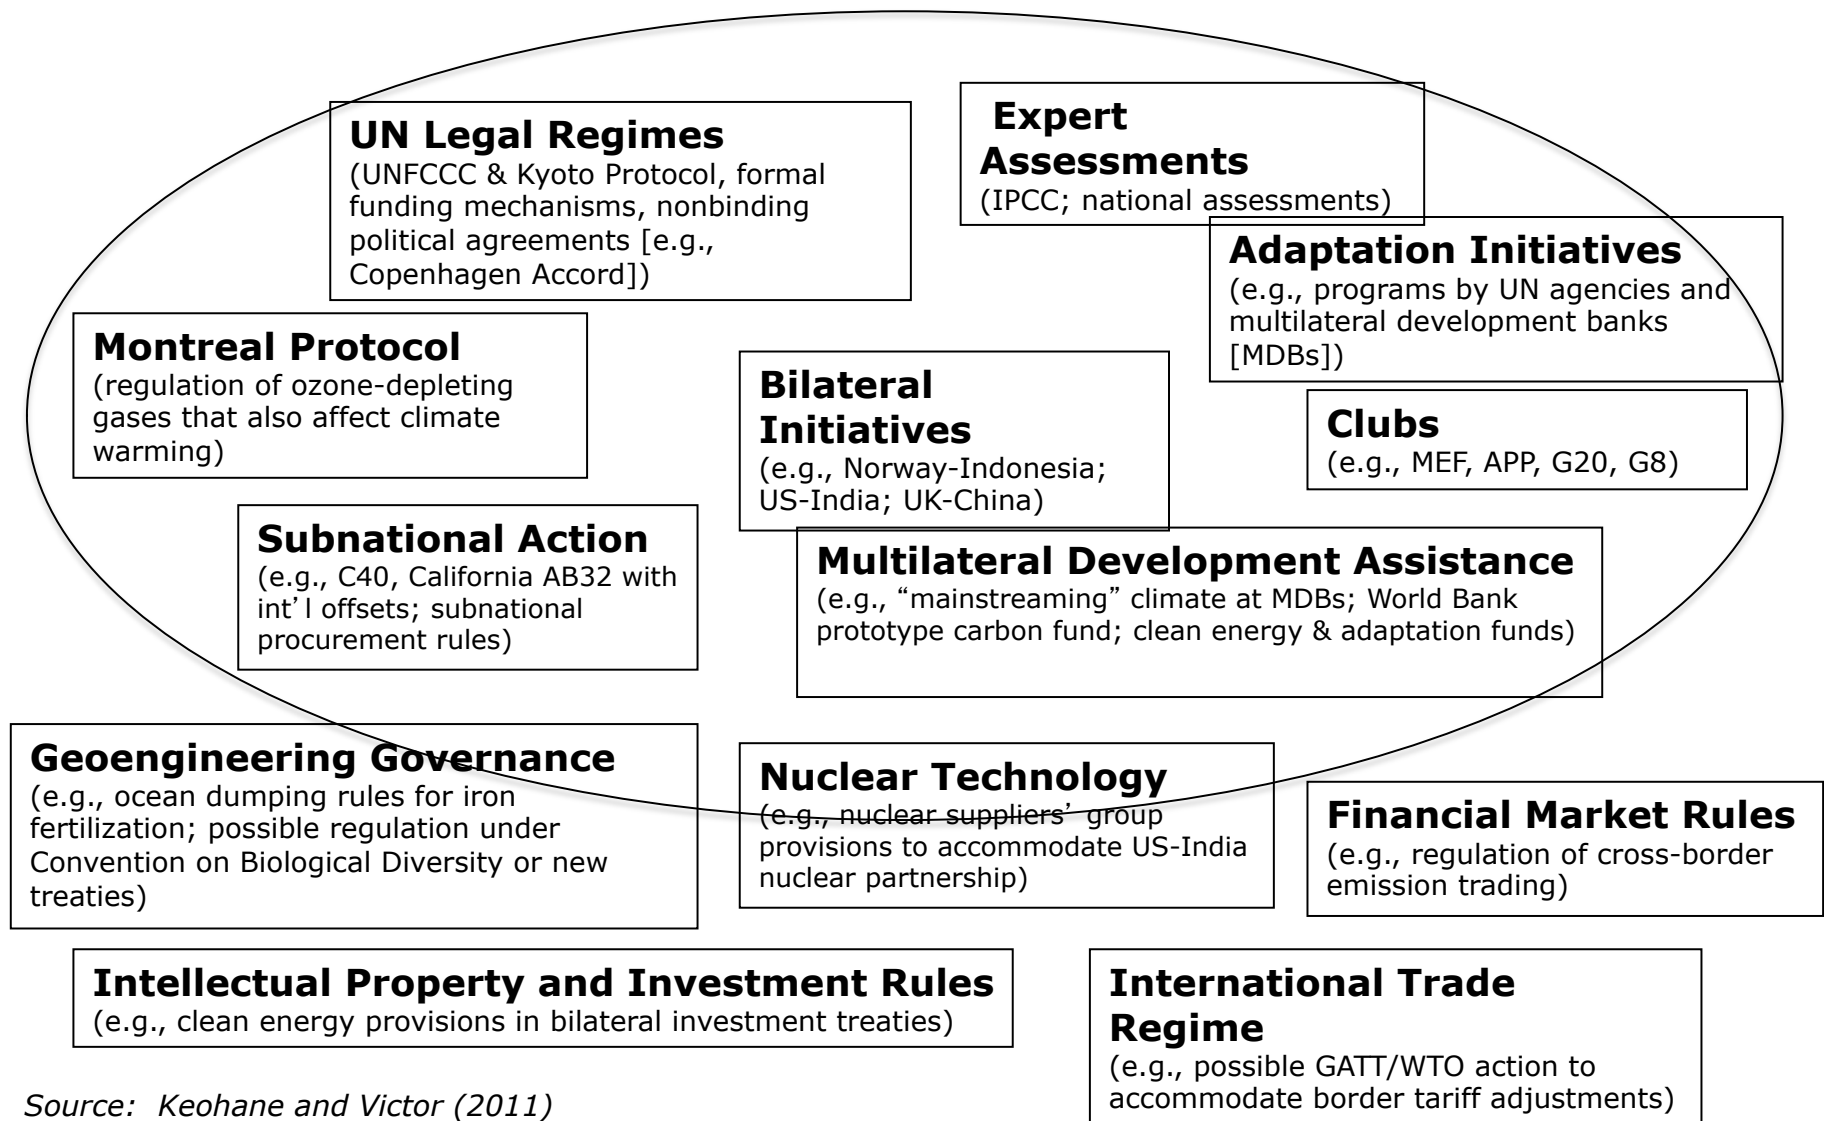 UN Legal Regimes
(UNFCCC & Kyoto Protocol, formal
funding mechanisms, nonbinding
political agreements [e.g.,
Copenhagen Accord])
Expert
Assessments
(IPCC; national assessments)
Adaptation Initiatives
(e.g., programs by UN agencies and
multilateral development banks
[MDBs])
Montreal Protocol
(regulation of ozone-depleting
gases that also affect climate
warming)
Bilateral
Initiatives
(e.g., Norway-Indonesia;
US-India; UK-China)
Clubs
(e.g., MEF, APP, G20, G8)
Subnational Action
(e.g., C40, California AB32 with
int’l offsets; subnational
procurement rules)
Multilateral Development Assistance
(e.g., “mainstreaming” climate at MDBs; World Bank
prototype carbon fund; clean energy & adaptation funds)
Geoengineering Governance
(e.g., ocean dumping rules for iron
fertilization; possible regulation under
Convention on Biological Diversity or new
treaties)
Nuclear Technology
(e.g., nuclear suppliers’ group
provisions to accommodate US-India
nuclear partnership)
Financial Market Rules
(e.g., regulation of cross-border
emission trading)
Intellectual Property and Investment Rules
(e.g., clean energy provisions in bilateral investment treaties)
International Trade
Regime
(e.g., possible GATT/WTO action to
accommodate border tariff adjustments)
Source: Keohane and Victor (2011)